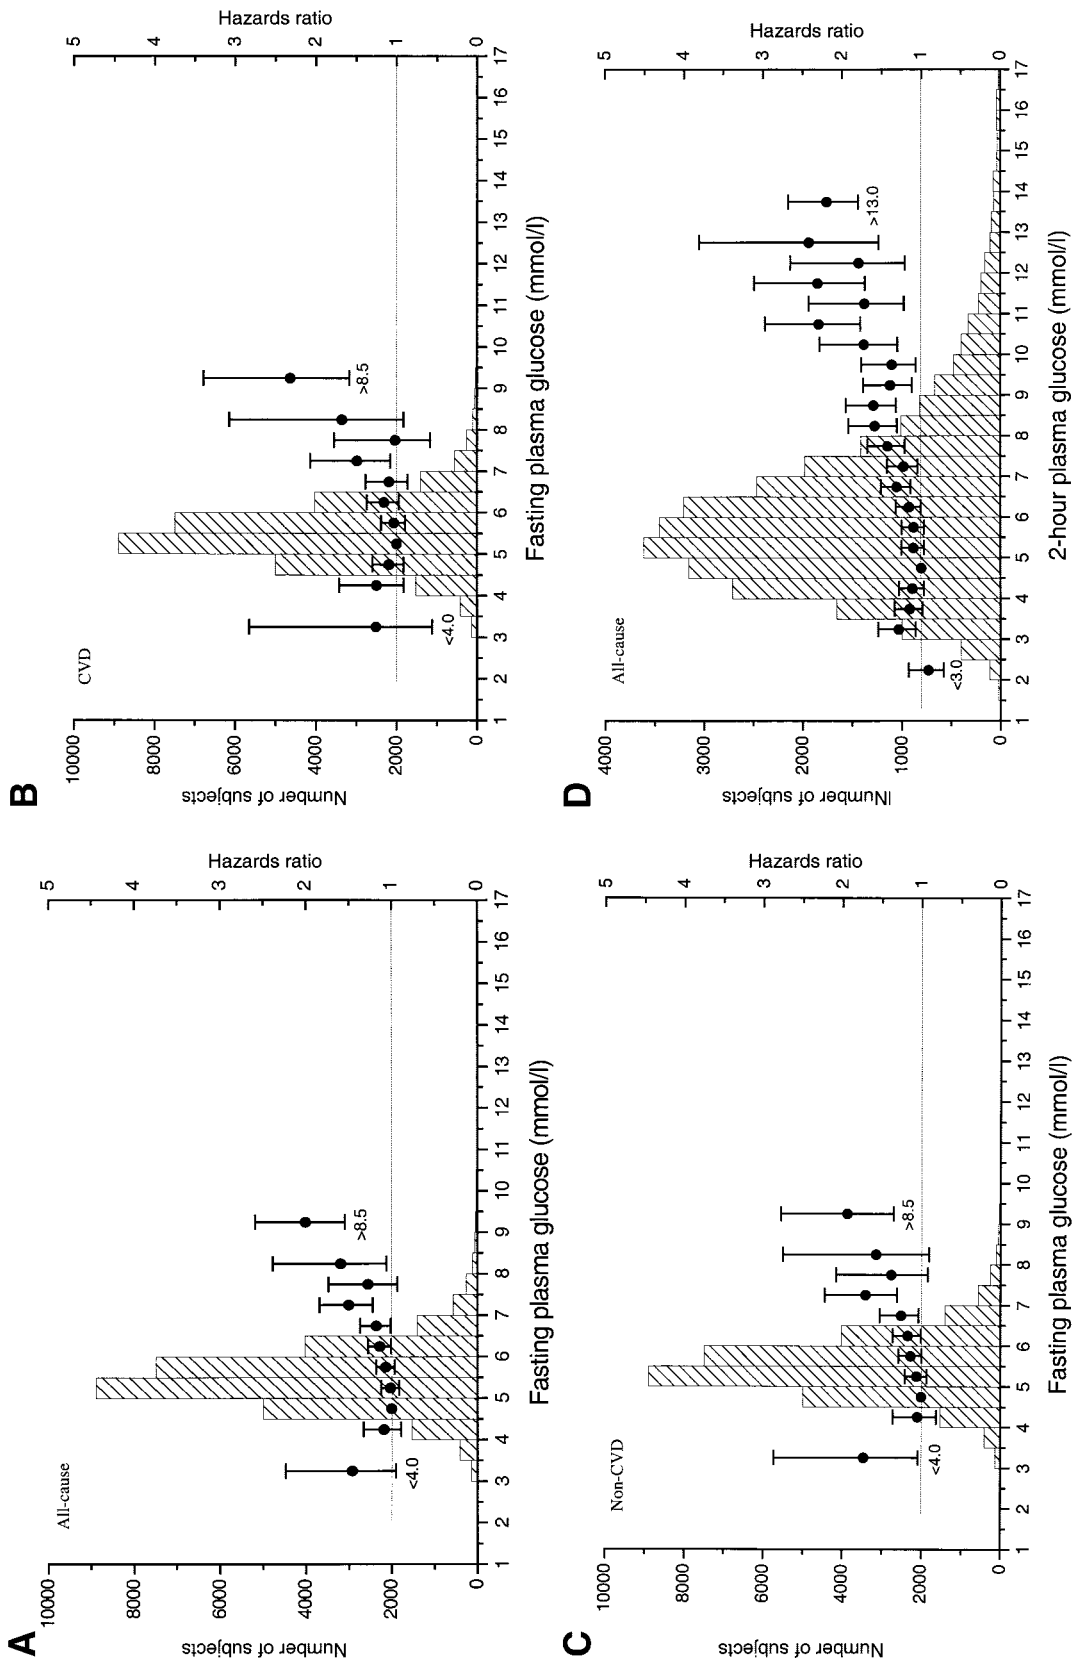 A
All-cause
Number of subjects
10000
8000
6000
4000
2000
0
Hazards ratio
5
4
3
2
1
0
<4.0
>8.5
1 2 3 4 5 6 7 8 9 10 11 12 13 14 15 16 17
Fasting plasma glucose (mmol/l)
B
CVD
Number of subjects
10000
8000
6000
4000
2000
0
Hazards ratio
5
4
3
2
1
0
<4.0
>8.5
1 2 3 4 5 6 7 8 9 10 11 12 13 14 15 16 17
Fasting plasma glucose (mmol/l)
C
Non-CVD
Number of subjects
10000
8000
6000
4000
2000
0
Hazards ratio
5
4
3
2
1
0
<4.0
>8.5
1 2 3 4 5 6 7 8 9 10 11 12 13 14 15 16 17
Fasting plasma glucose (mmol/l)
D
All-cause
Number of subjects
4000
3000
2000
1000
0
Hazards ratio
5
4
3
2
1
0
<3.0
>13.0
1 2 3 4 5 6 7 8 9 10 11 12 13 14 15 16 17
2-hour plasma glucose (mmol/l)